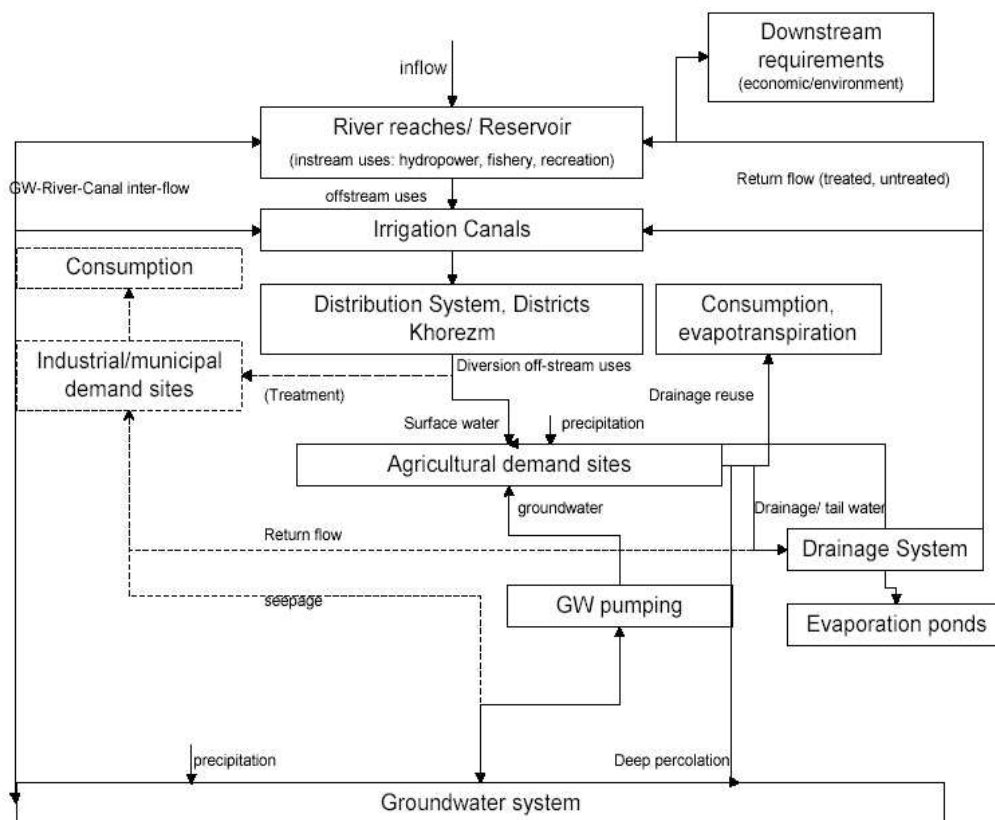 Downstream
requirements
(economic/environment)
inflow
River reaches/ Reservoir
(instream uses: hydropower, fishery, recreation)
GW-River-Canal inter-flow
offstream uses
Return flow (treated, untreated)
Irrigation Canals
Consumption
Distribution System, Districts
Khorezm
Consumption,
evapotranspiration
Industrial/municipal
demand sites
Diversion off-stream uses
(Treatment)
Drainage reuse
Surface water
precipitation
Agricultural demand sites
groundwater
Drainage/ tail water
Return flow
Drainage System
seepage
GW pumping
Evaporation ponds
precipitation
Deep percolation
Groundwater system